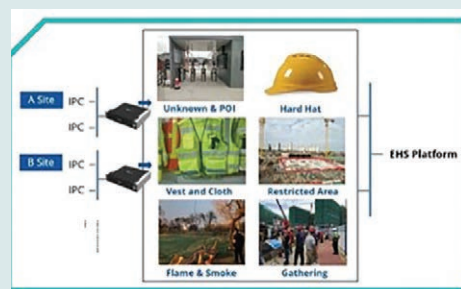 A Site
IPC
IPC
B Site
IPC
IPC
Unknewn & POI
Hard Hat
Vest and Cloth
Restricted Area
Flame & Smoke
Gathering
EHS Platform